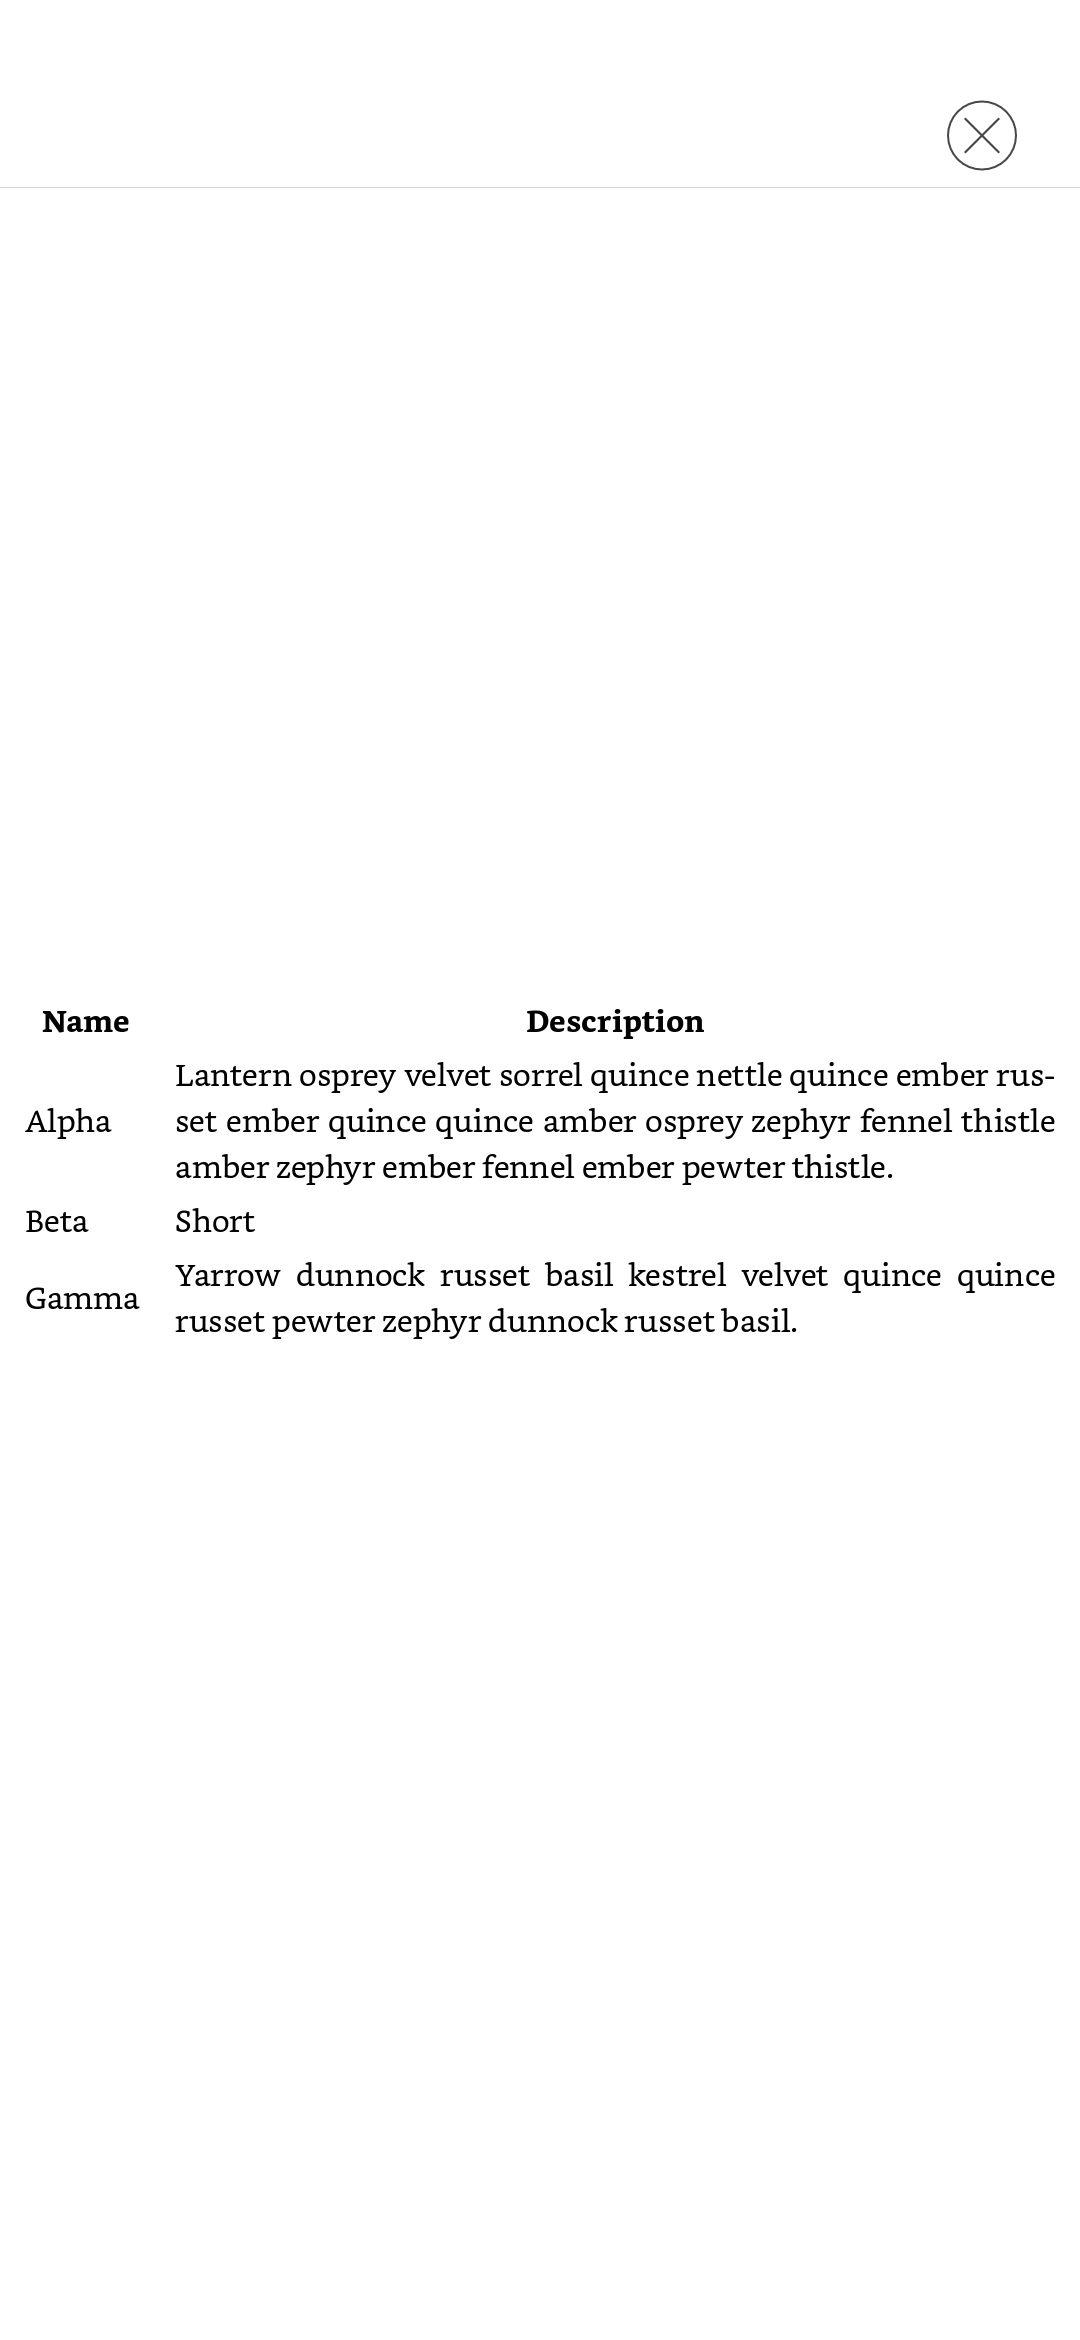 Name Description
Lantern osprey velvet sorrel quince nettle quince ember rus-
Alpha set ember quince quince amber osprey zephyr fennel thistle
amber zephyr ember fennel ember pewter thistle.
Beta Short
Gamma Yarrow dunnock russet basil kestrel velvet quince quince
russet pewter zephyr dunnock russet basil.